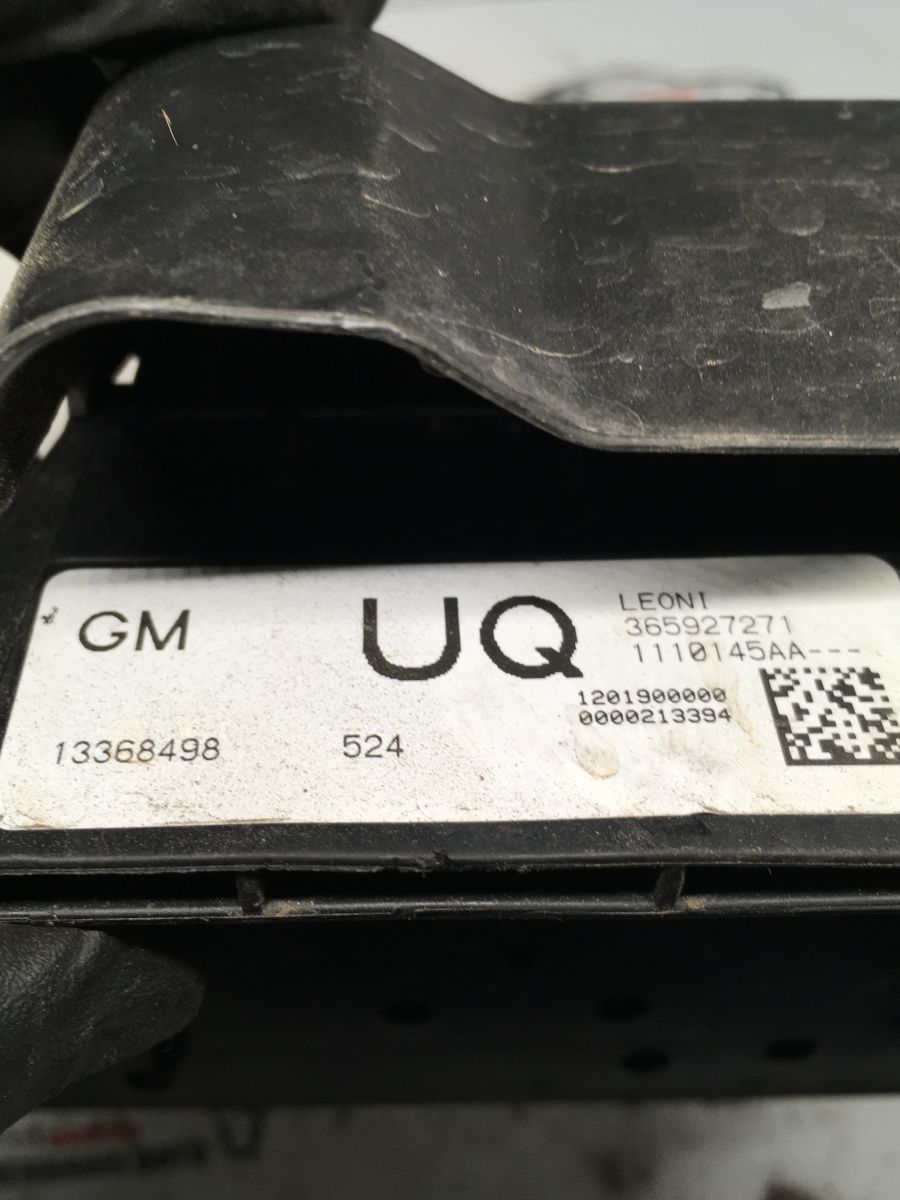 GM
UQ
LEONI
365927271
1110145AA---
1201900000
0000213394
13368498
524